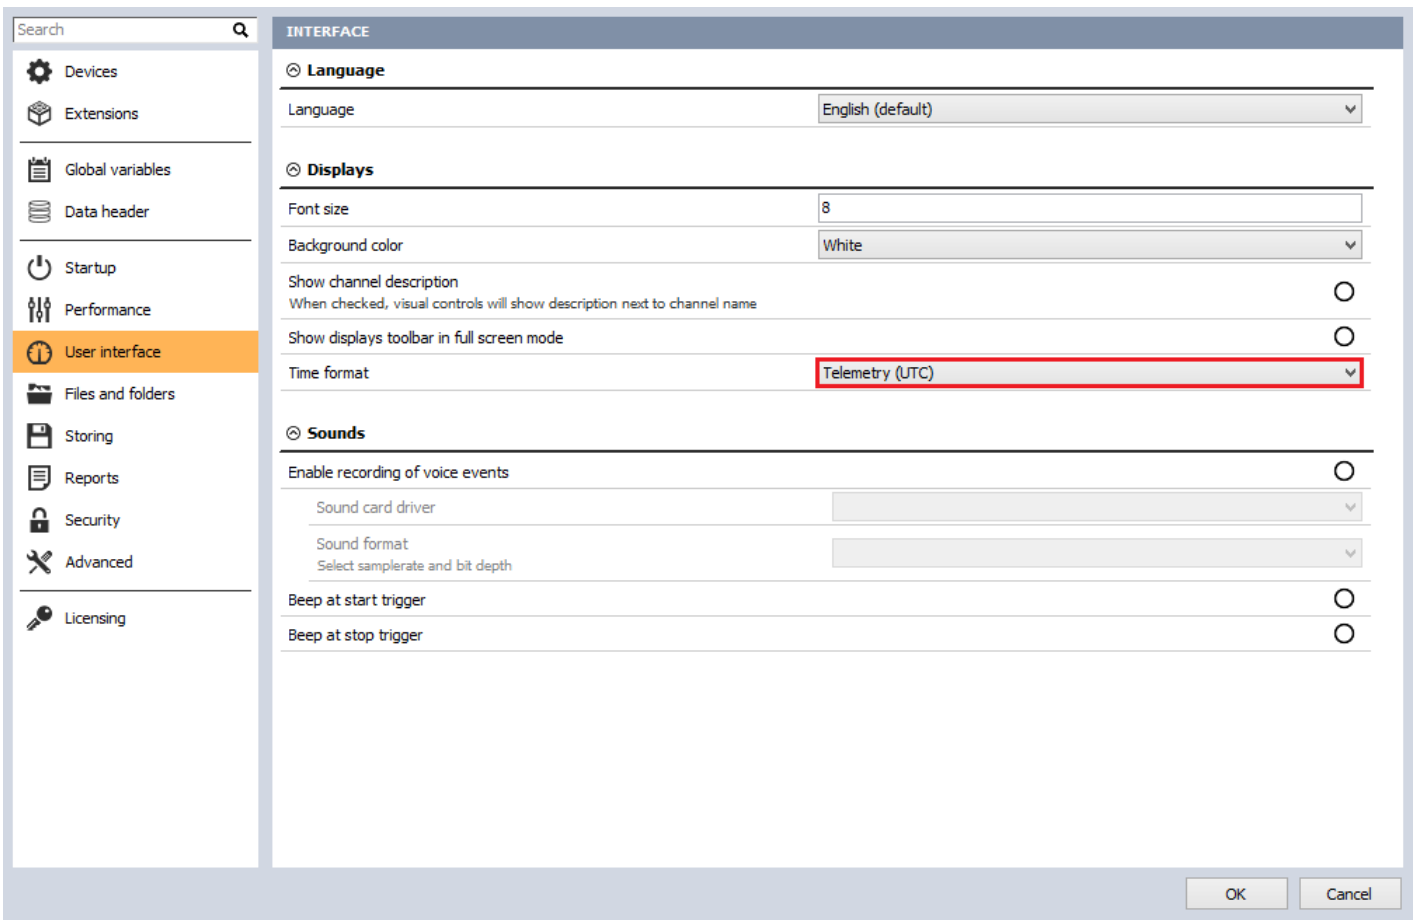 Search
Devices
Extensions
Global variables
Data header
Startup
Performance
User interface
Files and folders
Storing
Reports
Security
Advanced
Licensing
INTERFACE
Language
Language English (default)
Displays
Font size 8
Background color White
Show channel description
When checked, visual controls will show description next to channel name
Show displays toolbar in full screen mode
Time format Telemetry (UTC)
Sounds
Enable recording of voice events
Sound card driver
Sound format
Select samplerate and bit depth
Beep at start trigger
Beep at stop trigger
OK Cancel